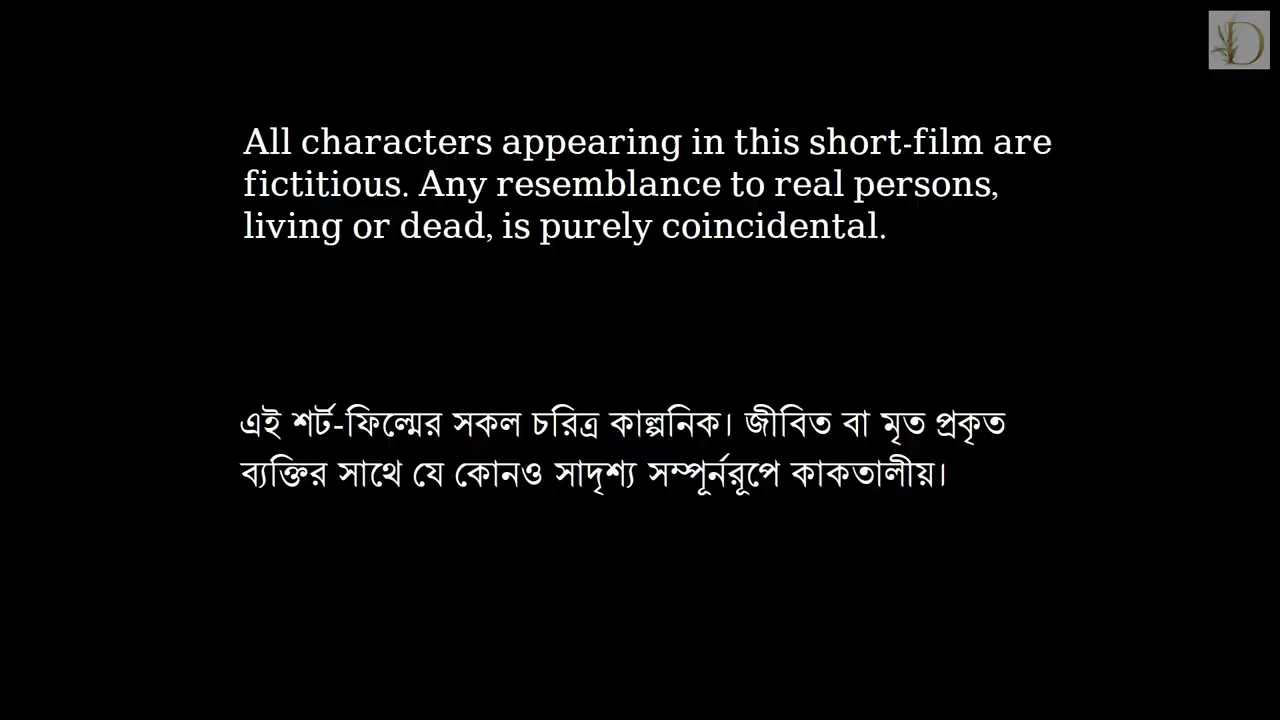 D
All characters appearing in this short-film are
fictitious. Any resemblance to real persons,
living or dead, is purely coincidental.
এই শর্ট-ফিল্মের সকল চরিত্র কাল্পনিক। জীবিত বা মৃত প্রকৃত
ব্যক্তির সাথে যে কোনও সাদৃশ্য সম্পূর্নরূপে কাকতালীয়।